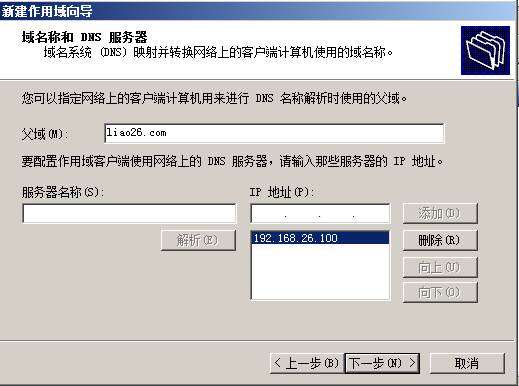 新建作用域向导
域名称和 DNS 服务器
域名系统 (DNS) 映射并转换网络上的客户端计算机使用的域名称。
您可以指定网络上的客户端计算机用来进行 DNS 名称解析时使用的父域。
父域(M): liao26.com
要配置作用域客户端使用网络上的 DNS 服务器，请输入那些服务器的 IP 地址。
服务器名称(S): IP 地址(P):
. . . 添加(D)
解析(E) 192.168.26.100 删除(R)
向上(U)
向下(O)
< 上一步(B) 下一步(N) > 取消